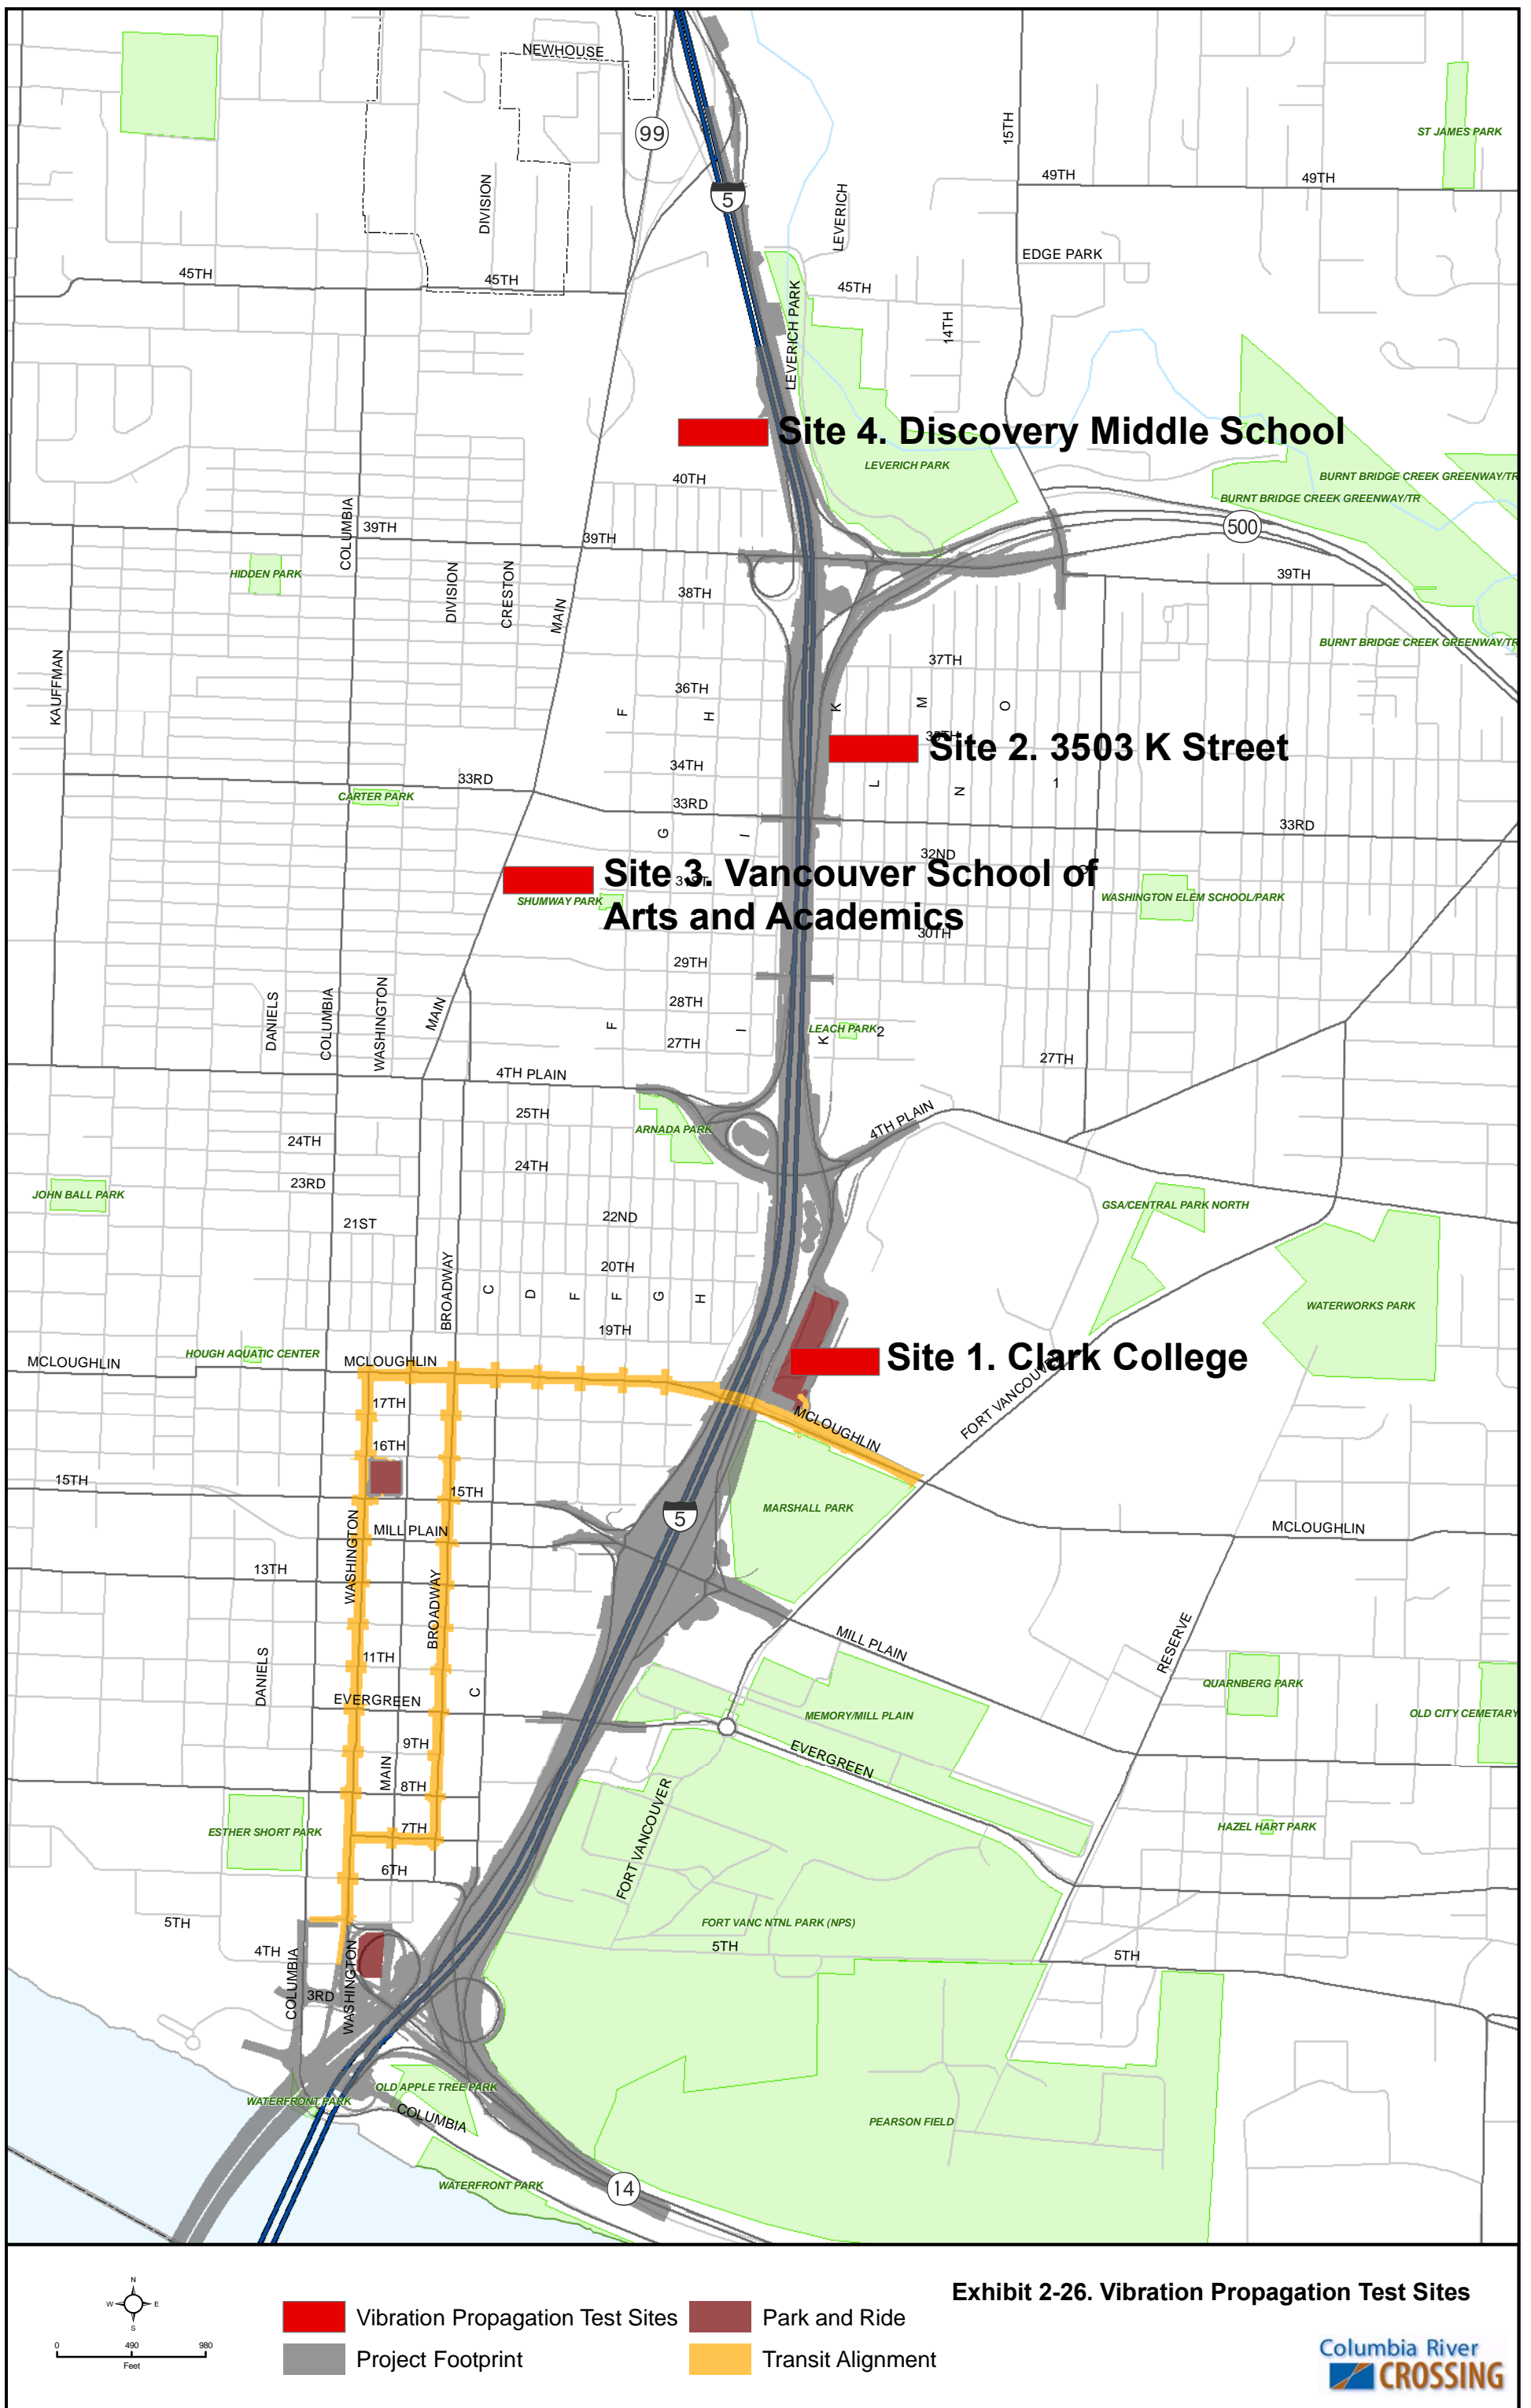 NEWHOUSE
99
15TH
ST JAMES PARK
49TH
49TH
5
DIVISION
LEVERICH
EDGE PARK
45TH
45TH
45TH
LEVERICH PARK
14TH
Site 4. Discovery Middle School
LEVERICH PARK
40TH
BURNT BRIDGE CREEK GREENWAY/TR
BURNT BRIDGE CREEK GREENWAY/TR
COLUMBIA
39TH
39TH
500
HIDDEN PARK
39TH
DIVISION
CRESTON
MAIN
38TH
BURNT BRIDGE CREEK GREENWAY/TR
KAUFFMAN
37TH
36TH
F
H
K
M
O
Site 2. 3503 K Street
34TH
33RD
L
N
1
CARTER PARK
33RD
33RD
G
I
32ND
Site 3. Vancouver School of
Arts and Academics
31ST
SHUMWAY PARK
WASHINGTON ELEM SCHOOL/PARK
30TH
29TH
DANIELS
COLUMBIA
WASHINGTON
MAIN
28TH
F
I
K
LEACH PARK
2
27TH
27TH
4TH PLAIN
25TH
ARNADA PARK
4TH PLAIN
24TH
24TH
23RD
JOHN BALL PARK
GSA/CENTRAL PARK NORTH
21ST
22ND
BROADWAY
20TH
C
D
F
F
G
H
WATERWORKS PARK
19TH
HOUGH AQUATIC CENTER
MCLOUGHLIN
MCLOUGHLIN
Site 1. Clark College
FORT VANCOUVER
17TH
MCLOUGHLIN
16TH
15TH
15TH
MARSHALL PARK
5
WASHINGTON
MILL PLAIN
MCLOUGHLIN
13TH
BROADWAY
MILL PLAIN
RESERVE
DANIELS
11TH
C
EVERGREEN
QUARNBERG PARK
MEMORY/MILL PLAIN
OLD CITY CEMETARY
9TH
EVERGREEN
MAIN
8TH
FORT VANCOUVER
ESTHER SHORT PARK
7TH
HAZEL HART PARK
6TH
5TH
FORT VANC NTNL PARK (NPS)
5TH
5TH
4TH
COLUMBIA
WASHINGTON
3RD
OLD APPLE TREE PARK
WATERFRONT PARK
COLUMBIA
PEARSON FIELD
WATERFRONT PARK
14
Exhibit 2-26. Vibration Propagation Test Sites
N
W
E
S
0
490
980
Feet
Vibration Propagation Test Sites
Park and Ride
Project Footprint
Transit Alignment
Columbia River
CROSSING